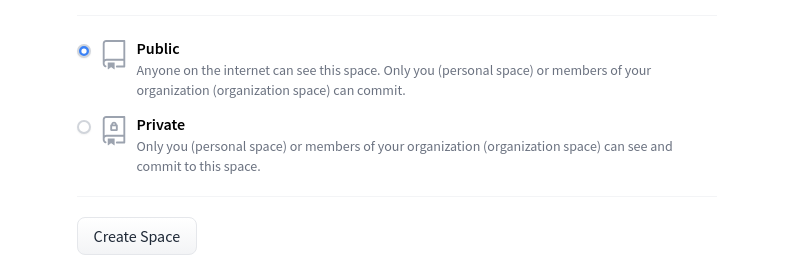 Public
Anyone on the internet can see this space. Only you (personal space) or members of your
organization (organization space) can commit.
Private
Only you (personal space) or members of your organization (organization space) can see and
commit to this space.
Create Space